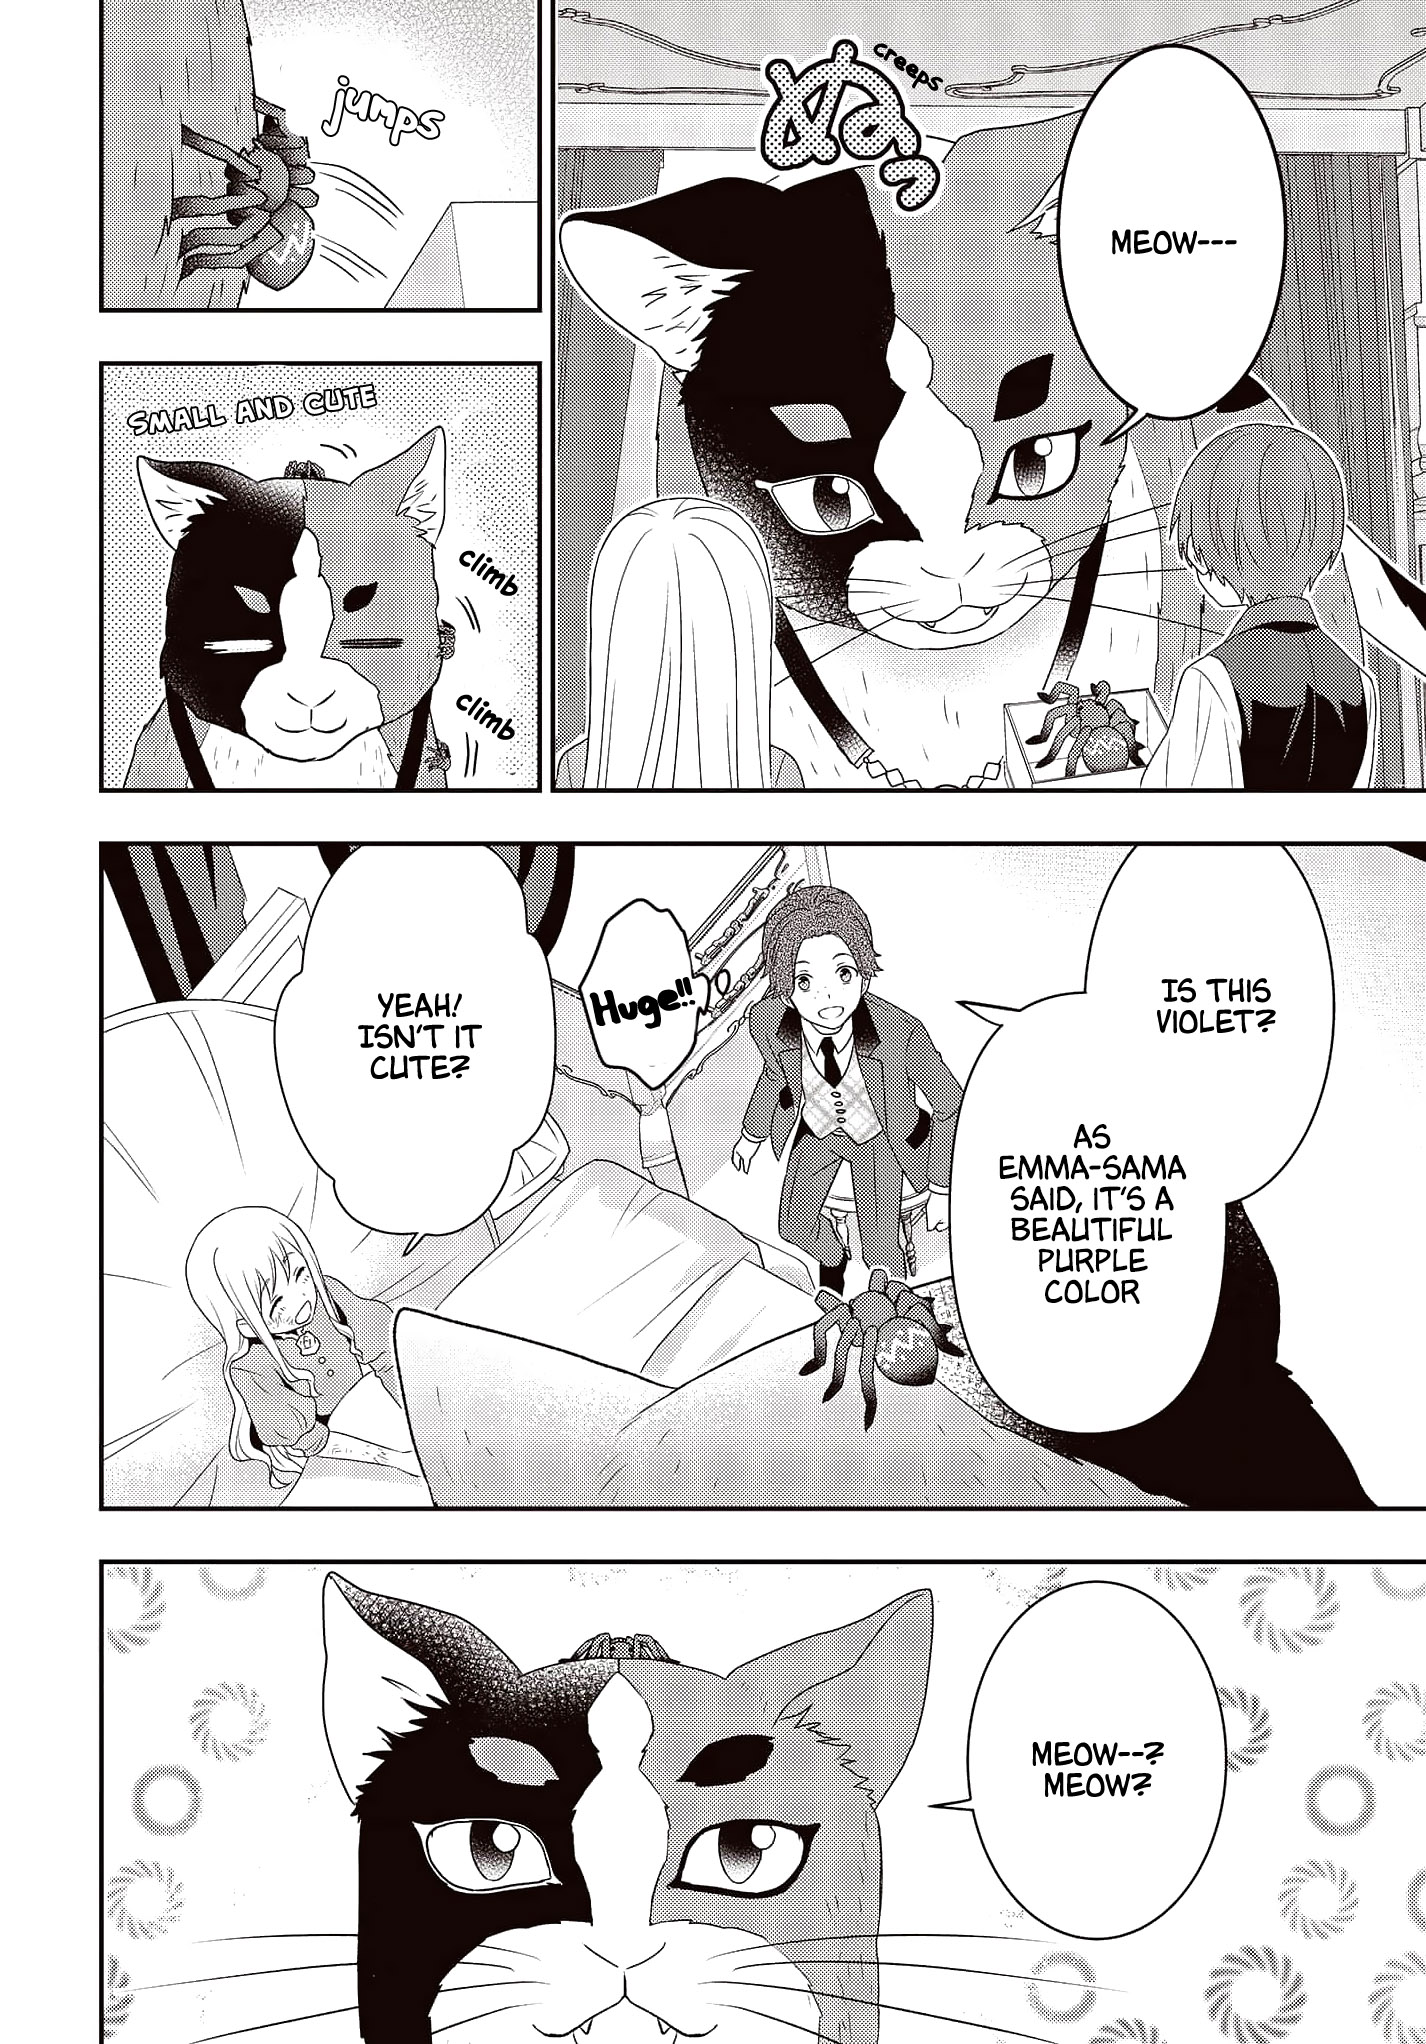 ぬっ
creeps
MEOW---
jumps
SMALL AND CUTE
climb
climb
IS THIS
VIOLET?
AS
EMMA-SAMA
SAID, IT'S A
BEAUTIFUL
PURPLE
COLOR
Huge!!
YEAH!
ISN'T IT
CUTE?
MEOW--?
MEOW?